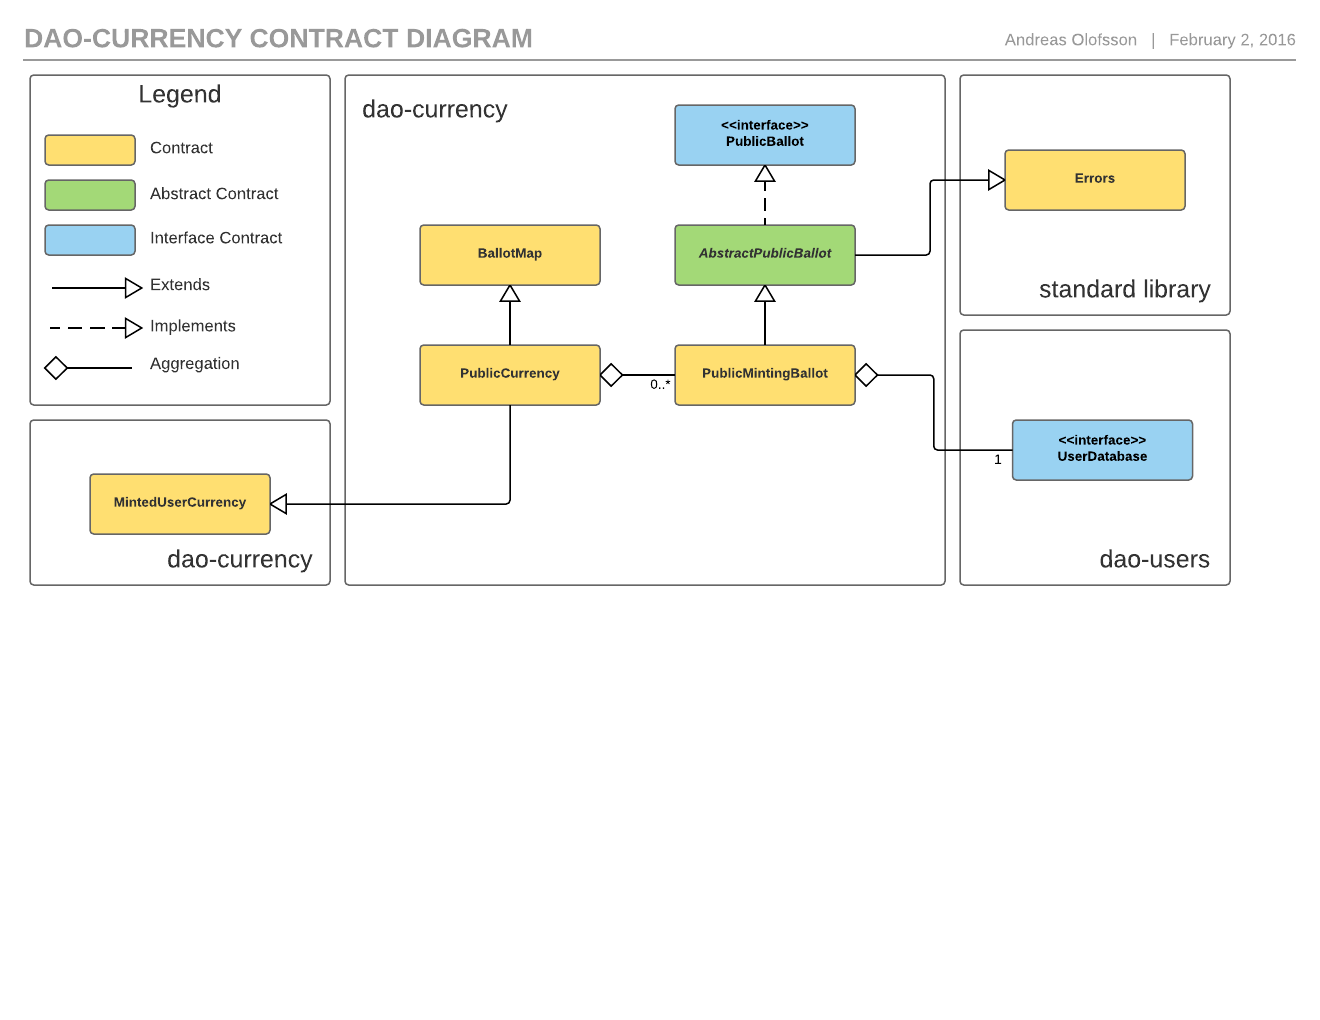 DAO-CURRENCY CONTRACT DIAGRAM
Andreas Olofsson | February 2, 2016
Legend
Contract
Abstract Contract
Interface Contract
Extends
Implements
Aggregation
dao-currency
<<interface>>
PublicBallot
BallotMap
AbstractPublicBallot
PublicCurrency
0..*
PublicMintingBallot
Errors
standard library
<<interface>>
UserDatabase
1
dao-users
MintedUserCurrency
dao-currency